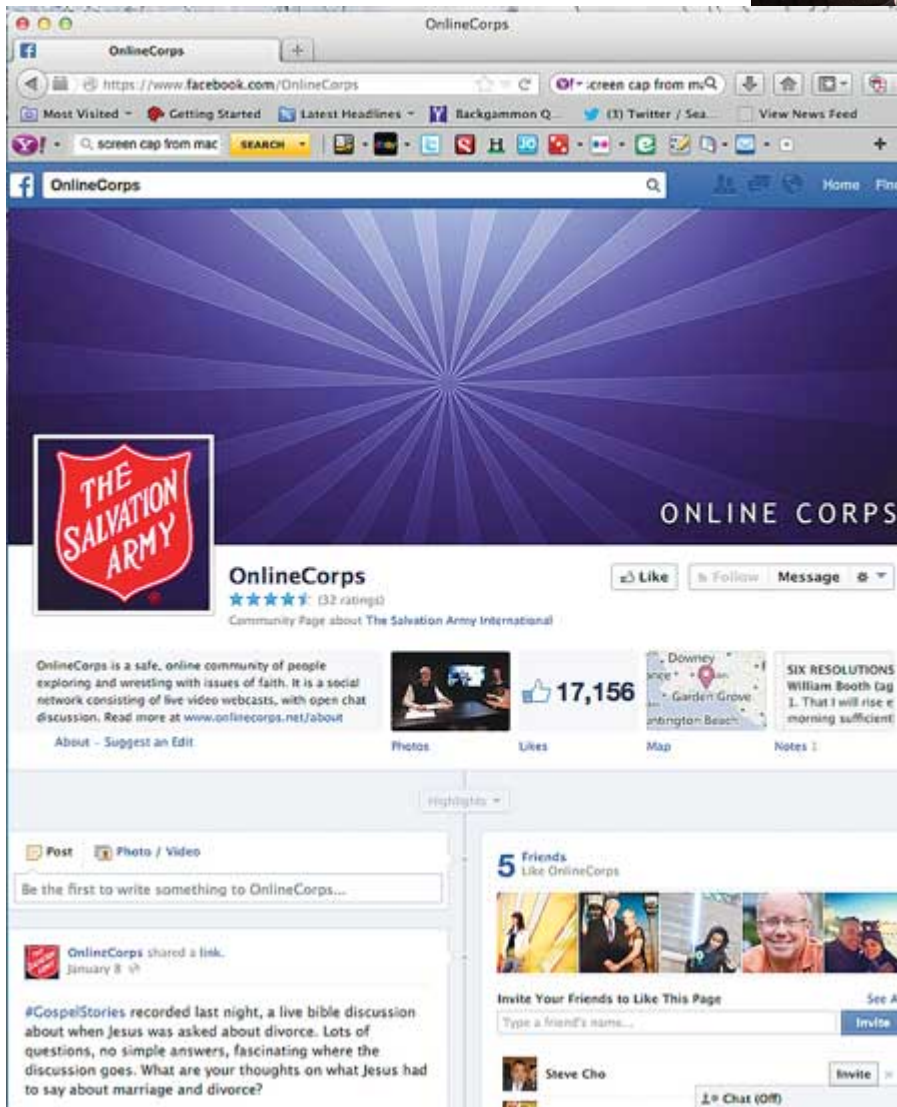 OnlineCorps
OnlineCorps
https://www.facebook.com/OnlineCorps
creen cap from m
Most Visited
Getting Started
Latest Headlines
Backgammon Q...
(3) Twitter / Sea...
View News Feed
screen cap from mac
SEARCH
OnlineCorps
Home
ONLINE CORPS
THE
SALVATION
ARMY
OnlineCorps
(32 ratings)
Community Page about The Salvation Army International
Like
Follow
Message
OnlineCorps is a safe, online community of people
exploring and wrestling with issues of faith. It is a social
network consisting of live video webcasts, with open chat
discussion. Read more at www.onlinecorps.net/about
About – Suggest an Edit
Photos
17,156
Likes
Downey
Garden Grove
Map
SIX RESOLUTIONS
William Booth (ag
1. That I will rise e
morning sufficient
Notes
Highlights
Post
Photo / Video
Be the first to write something to OnlineCorps...
OnlineCorps shared a link.
January 8
#GospelStories recorded last night, a live bible discussion
about when Jesus was asked about divorce. Lots of
questions, no simple answers, fascinating where the
discussion goes. What are your thoughts on what Jesus had
to say about marriage and divorce?
5 Friends
Like OnlineCorps
Invite Your Friends to Like This Page
See A
Type a friend's name...
Invite
Steve Cho
Invite
Chat (Off)